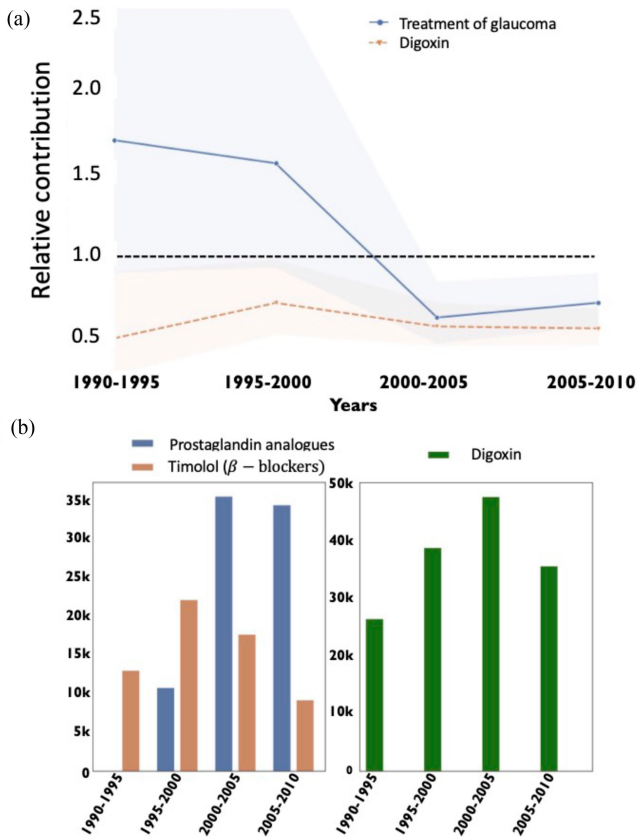 (a)
2.5
2.0
1.5
1.0
0.5
Relative contribution
Treatment of glaucoma
Digoxin
1990-1995 1995-2000 2000-2005 2005-2010
Years
(b)
Prostaglandin analogues
Timolol (β − blockers)
35k
30k
25k
20k
15k
10k
5k
0
1990-1995 1995-2000 2000-2005 2005-2010
Digoxin
50k
40k
30k
20k
10k
0
1990-1995 1995-2000 2000-2005 2005-2010